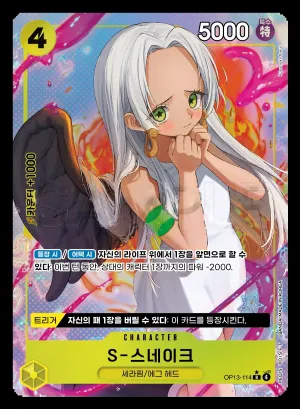 4
5000
특수
特
카운터 +1000
등장 시 / 어택 시 자신의 라이프 위에서 1장을 앞면으로 할 수
있다: 이번 턴 동안, 상대의 캐릭터 1장까지의 파워 -2000.
트리거 자신의 패 1장을 버릴 수 있다: 이 카드를 등장시킨다.
CHARACTER
S-스네이크
세라핌/에그 헤드
OP13-114